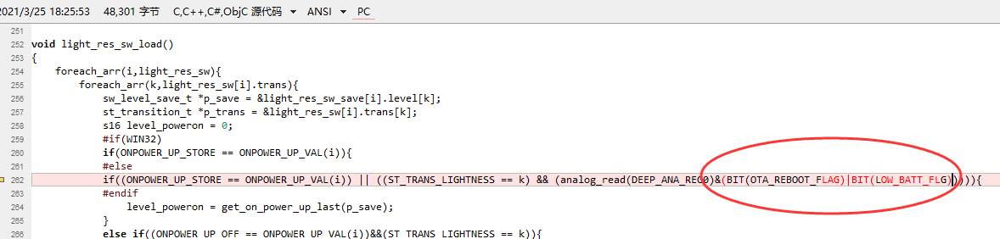 2021/3/25 18:25:53 48,301 字节 C,C++,C#,ObjC 源代码 ANSI PC
251
252 void light_res_sw_load()
253 {
254 foreach_arr(i,light_res_sw){
255 foreach_arr(k,light_res_sw[i].trans){
256 sw_level_save_t *p_save = &light_res_sw_save[i].level[k];
257 st_transition_t *p_trans = &light_res_sw[i].trans[k];
258 s16 level_poweron = 0;
259 #if(WIN32)
260 if(ONPOWER_UP_STORE == ONPOWER_UP_VAL(i)){
261 #else
262 if((ONPOWER_UP_STORE == ONPOWER_UP_VAL(i)) || ((ST_TRANS_LIGHTNESS == k) && (analog_read(DEEP_ANA_REG0)&(BIT(OTA_REBOOT_FLAG)|BIT(LOW_BATT_FLG))))){
263 #endif
264 level_poweron = get_on_power_up_last(p_save);
265 }
266 else if((ONPOWER_UP_OFF == ONPOWER_UP_VAL(i))&&(ST_TRANS_LIGHTNESS == k)){